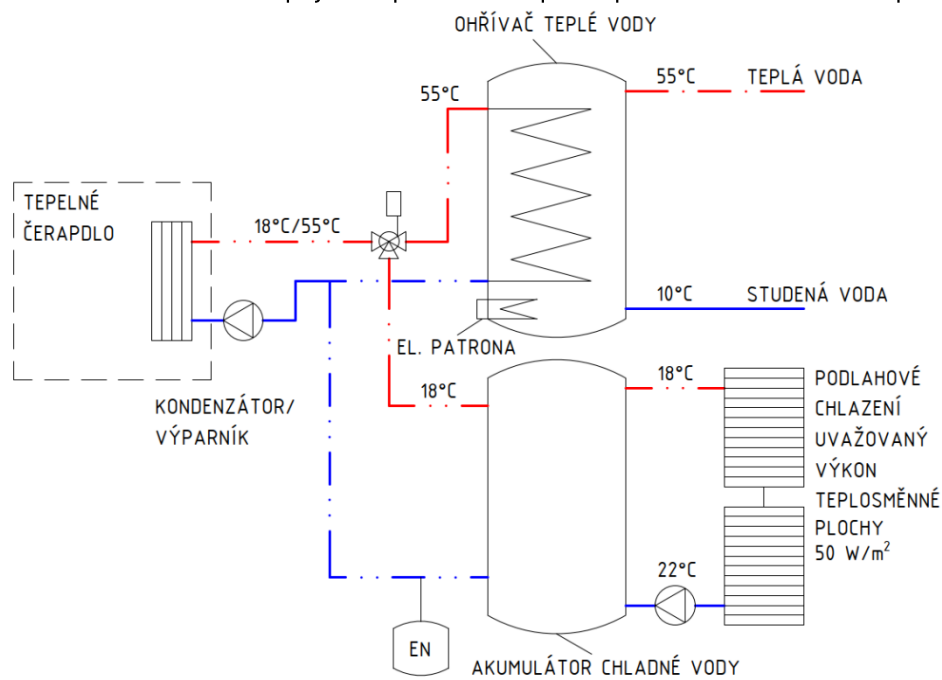 OHŘÍVAČ TEPLÉ VODY
55°C
55°C
TEPLÁ VODA
TEPELNÉ
ČERAPDLO
18°C/55°C
10°C
STUDENÁ VODA
EL. PATRONA
KONDENZÁTOR/
VÝPARNÍK
18°C
18°C
PODLAHOVÉ
CHLAZENÍ
UVAŽOVANÝ
VÝKON
TEPLOSMĚNNÉ
PLOCHY
50 W/m²
22°C
EN
AKUMULÁTOR CHLADNÉ VODY